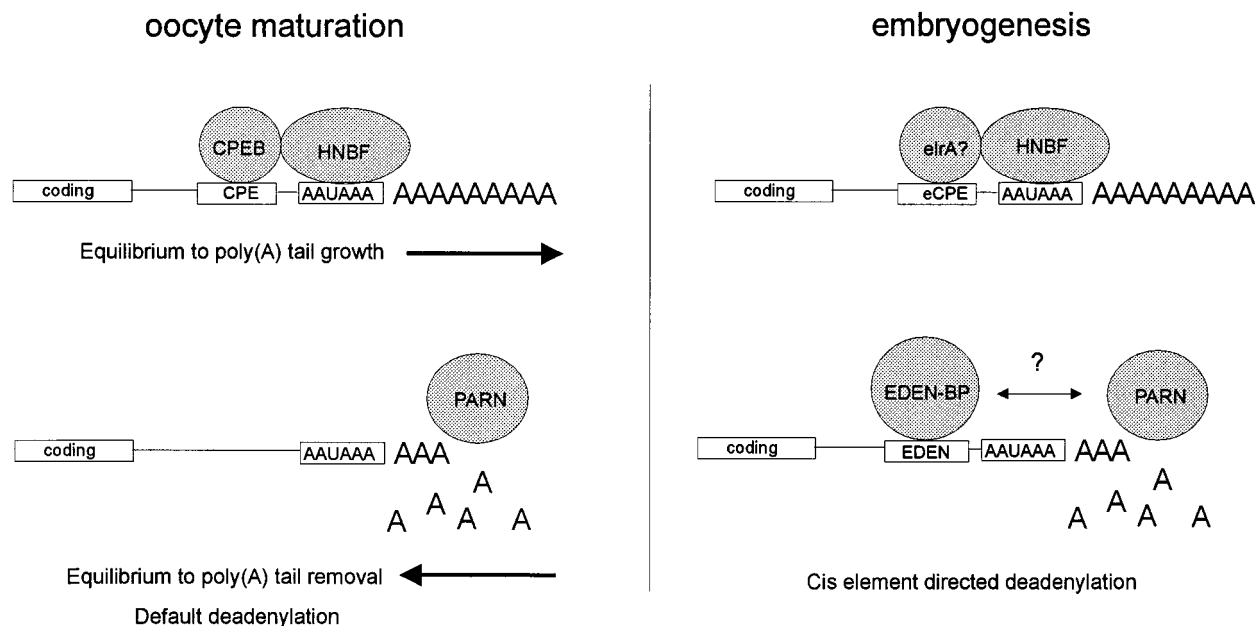 oocyte maturation
CPEB
HNBF
coding
CPE
AAUAAA
AAAAAAAAA
Equilibrium to poly(A) tail growth
PARN
coding
AAUAAA
AAA
A
A
A
A
A
Equilibrium to poly(A) tail removal
Default deadenylation
embryogenesis
elrA?
HNBF
coding
eCPE
AAUAAA
AAAAAAAAA
EDEN-BP
?
PARN
coding
EDEN
AAUAAA
AAA
A
A
A
A
A
Cis element directed deadenylation